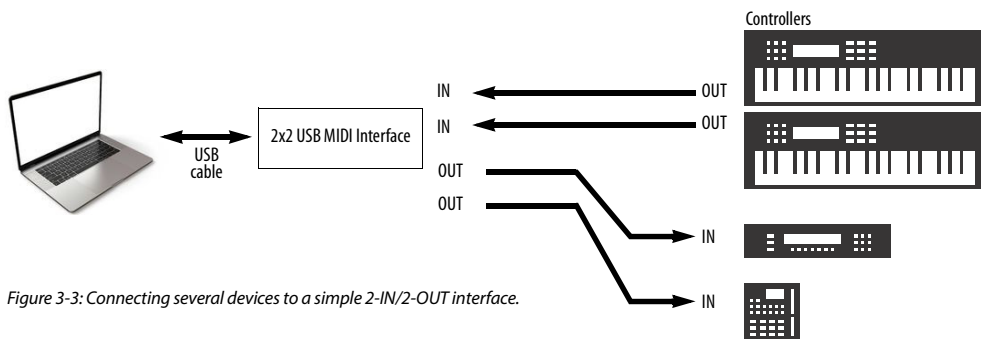 Controllers
IN
OUT
IN
OUT
2x2 USB MIDI Interface
USB
cable
OUT
OUT
IN
IN
Figure 3-3: Connecting several devices to a simple 2-IN/2-OUT interface.